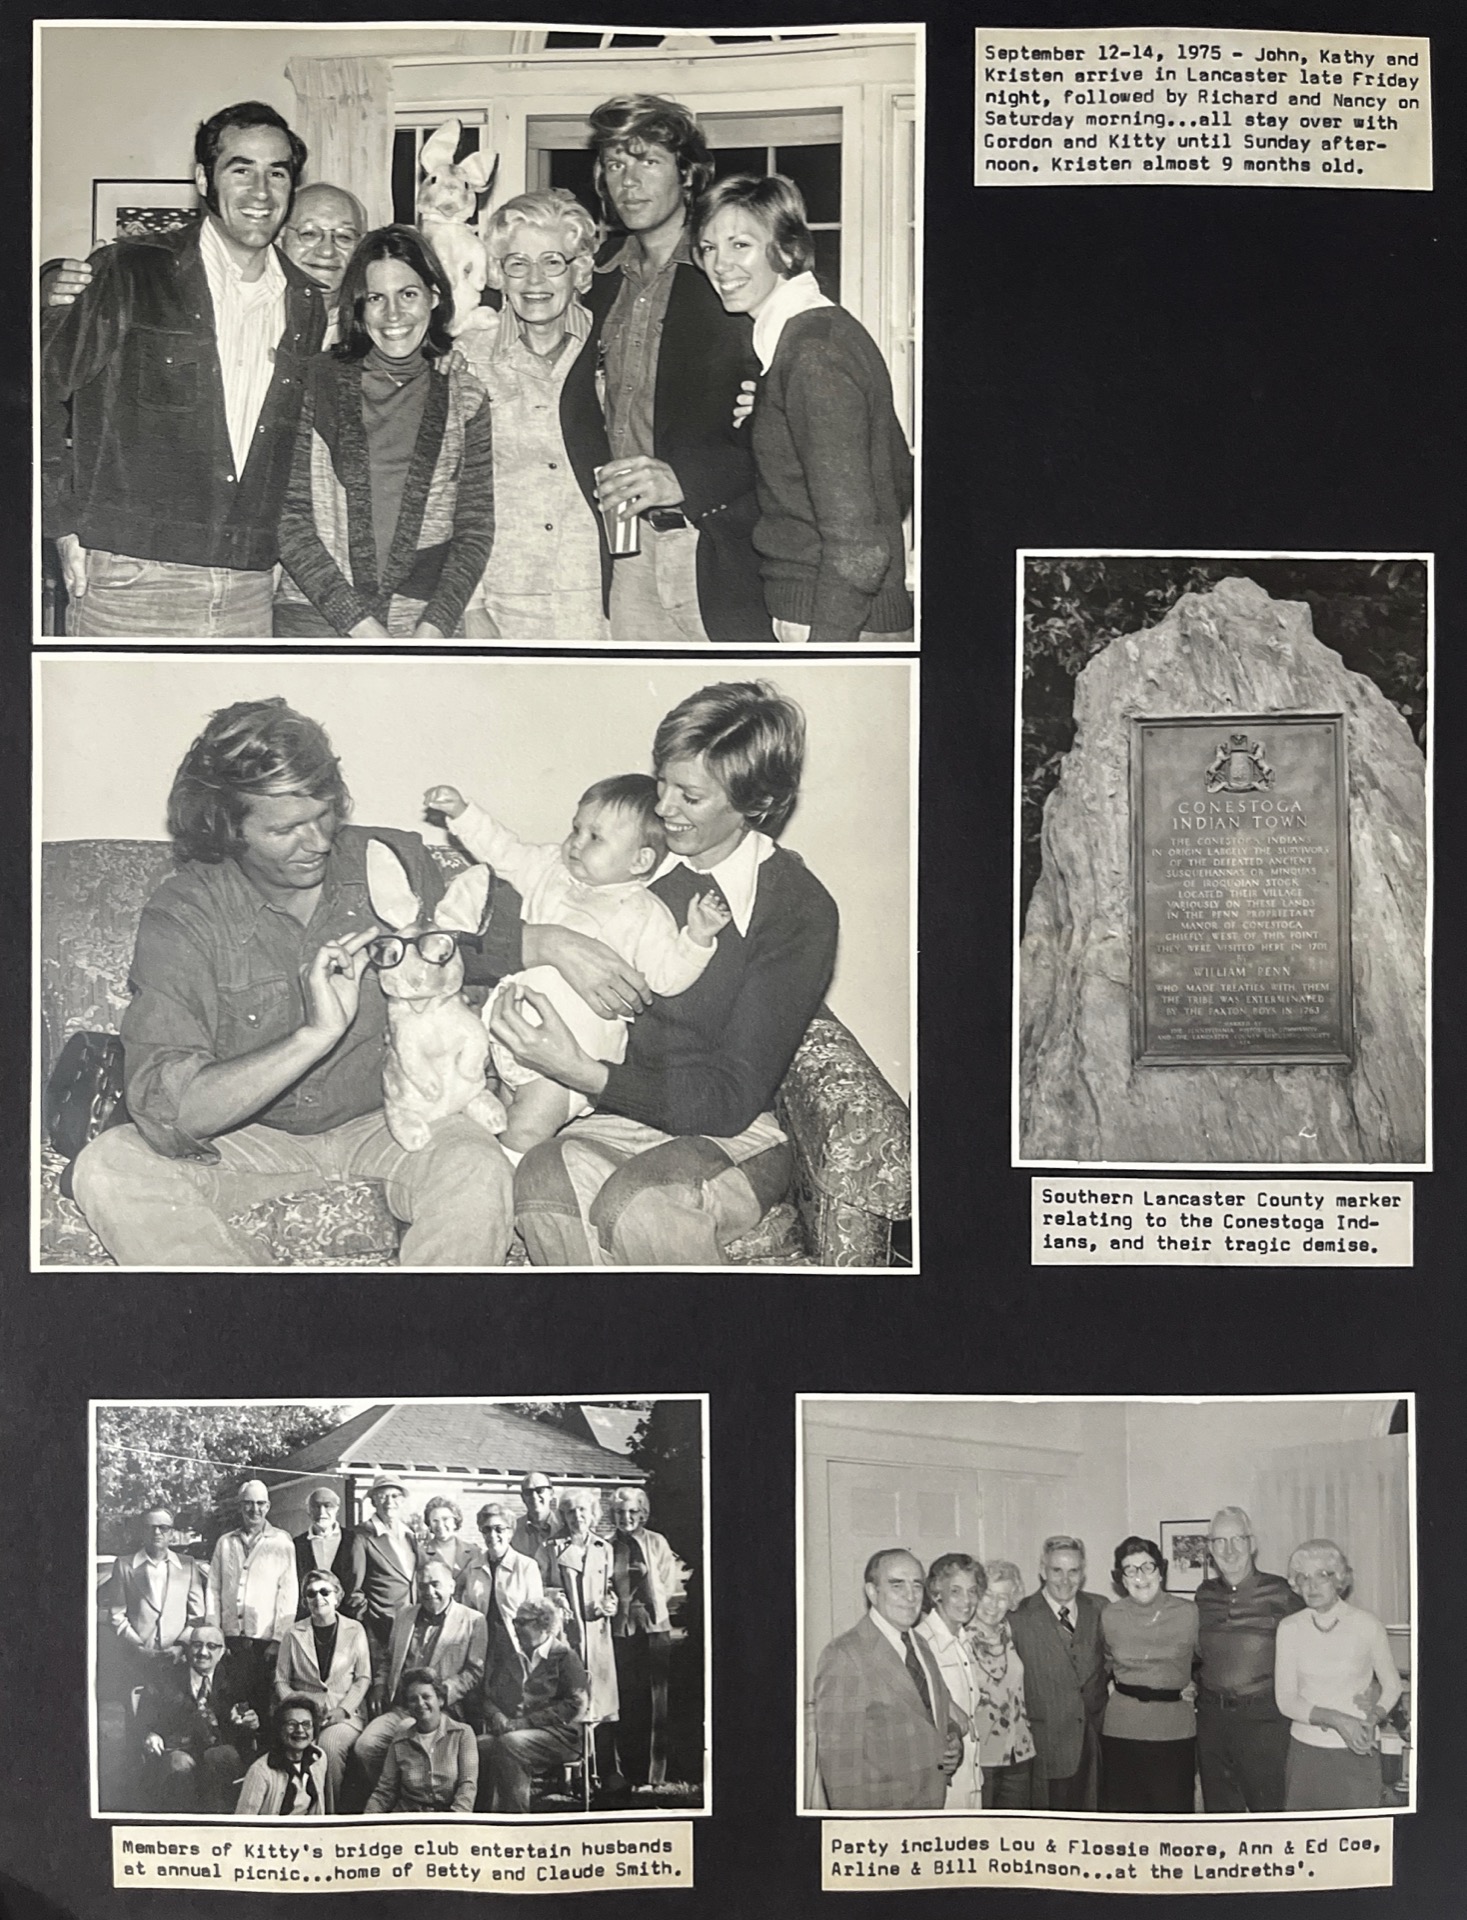 September 12-14, 1975 - John, Kathy and
Kristen arrive in Lancaster late Friday
night, followed by Richard and Nancy on
Saturday morning...all stay over with
Gordon and Kitty until Sunday after-
noon. Kristen almost 9 months old.
CONESTOGA
INDIAN TOWN
THE CONESTOGA INDIANS
IN ORIGIN LARGELY THE SURVIVORS
OF THE DEFEATED ANCIENT
SUSQUEHANNAS OR MINQUAS
OF IROQUOIAN STOCK
LOCATED THEIR VILLAGE
VARIOUSLY ON THESE LANDS
IN THE PENN PROPRIETARY
MANOR OF CONESTOGA
CHIEFLY WEST OF THIS POINT
THEY WERE VISITED HERE IN 1701
BY
WILLIAM PENN
WHO MADE TREATIES WITH THEM
THE TRIBE WAS EXTERMINATED
BY THE PAXTON BOYS IN 1763
MARKED BY
THE PENNSYLVANIA HISTORICAL COMMISSION
AND THE LANCASTER COUNTY HISTORICAL SOCIETY
Southern Lancaster County marker
relating to the Conestoga Ind-
ians, and their tragic demise.
Members of Kitty's bridge club entertain husbands
at annual picnic...home of Betty and Claude Smith.
Party includes Lou & Flossie Moore, Ann & Ed Coe,
Arline & Bill Robinson...at the Landreths'.